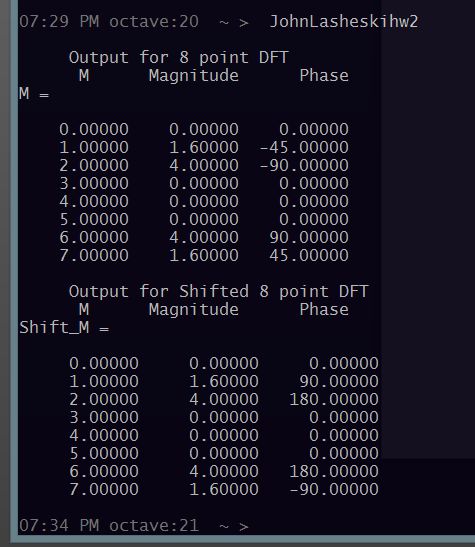 07:29 PM octave:20 ~ > JohnLasheskihw2
Output for 8 point DFT
M Magnitude Phase
M =
0.00000 0.00000 0.00000
1.00000 1.60000 -45.00000
2.00000 4.00000 -90.00000
3.00000 0.00000 0.00000
4.00000 0.00000 0.00000
5.00000 0.00000 0.00000
6.00000 4.00000 90.00000
7.00000 1.60000 45.00000
Output for Shifted 8 point DFT
M Magnitude Phase
Shift_M =
0.00000 0.00000 0.00000
1.00000 1.60000 90.00000
2.00000 4.00000 180.00000
3.00000 0.00000 0.00000
4.00000 0.00000 0.00000
5.00000 0.00000 0.00000
6.00000 4.00000 180.00000
7.00000 1.60000 -90.00000
07:34 PM octave:21 ~ >